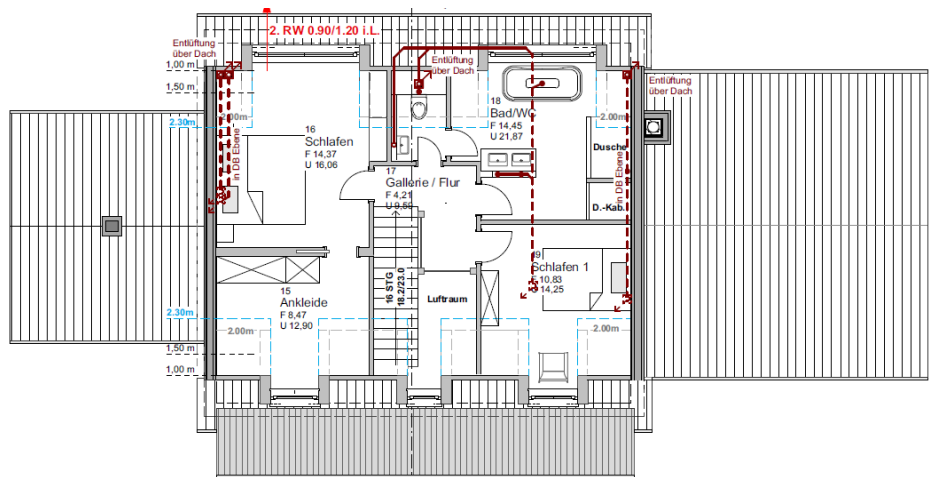 2. RW 0.90/1.20 i.L.
Entlüftung
über Dach
1,00 m
1,50 m
2.30m
2.00m
in DB Ebene
16
Schlafen
F 14,37
U 16,06
Entlüftung
über Dach
18
Bad/WC
F 14,45
U 21,87
2.00m
Dusche
D.-Kab.
in DB Ebene
Entlüftung
über Dach
17
Gallerie / Flur
F 4,21
U 9,59
16 STG
18.2/23.0
Luftraum
Schlafen 1
F 10,83
U 14,25
15
Ankleide
F 8,47
U 12,90
2.30m
2.00m
2.00m
1,50 m
1,00 m